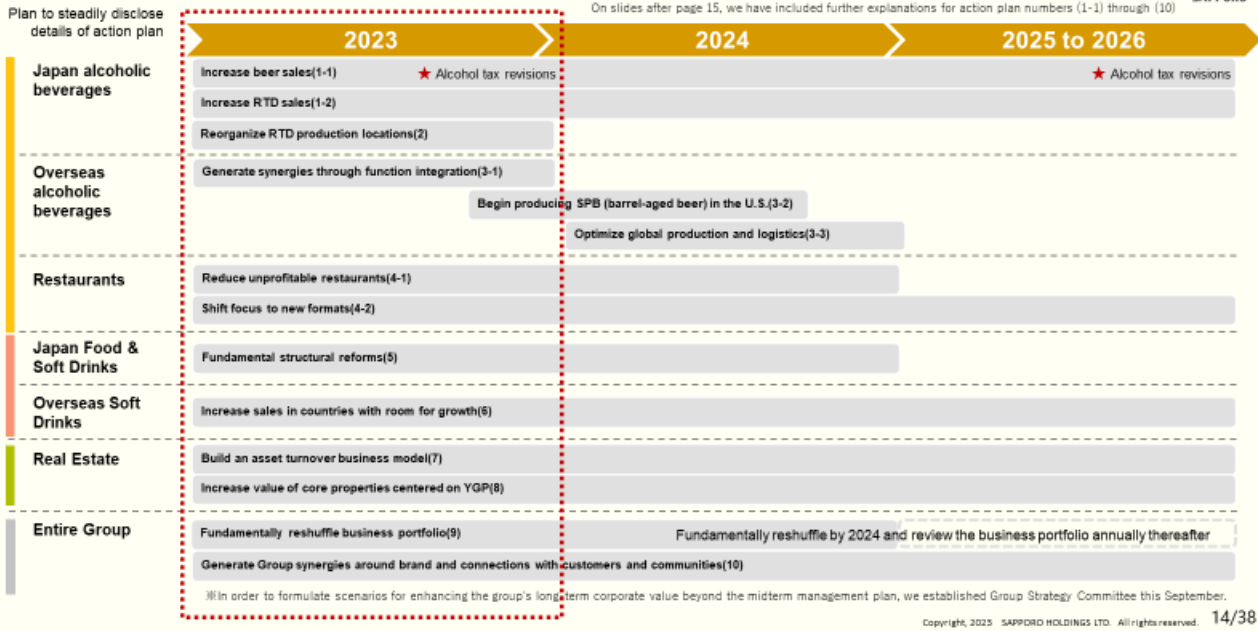 Plan to steadily disclose
details of action plan
On slides after page 15, we have included further explanations for action plan numbers (1-1) through (10)
2023
2024
2025 to 2026
Japan alcoholic
beverages
Increase beer sales(1-1)
★ Alcohol tax revisions
★ Alcohol tax revisions
Increase RTD sales(1-2)
Reorganize RTD production locations(2)
Overseas
alcoholic
beverages
Generate synergies through function integration(3-1)
Begin producing SPB (barrel-aged beer) in the U.S.(3-2)
Optimize global production and logistics(3-3)
Restaurants
Reduce unprofitable restaurants(4-1)
Shift focus to new formats(4-2)
Japan Food &
Soft Drinks
Fundamental structural reforms(5)
Overseas Soft
Drinks
Increase sales in countries with room for growth(6)
Real Estate
Build an asset turnover business model(7)
Increase value of core properties centered on YGP(8)
Entire Group
Fundamentally reshuffle business portfolio(9)
Fundamentally reshuffle by 2024 and review the business portfolio annually thereafter
Generate Group synergies around brand and connections with customers and communities(10)
※In order to formulate scenarios for enhancing the group's long-term corporate value beyond the midterm management plan, we established Group Strategy Committee this September.
Copyright, 2023 SAPPORO HOLDINGS LTD. All rights reserved.
14/38